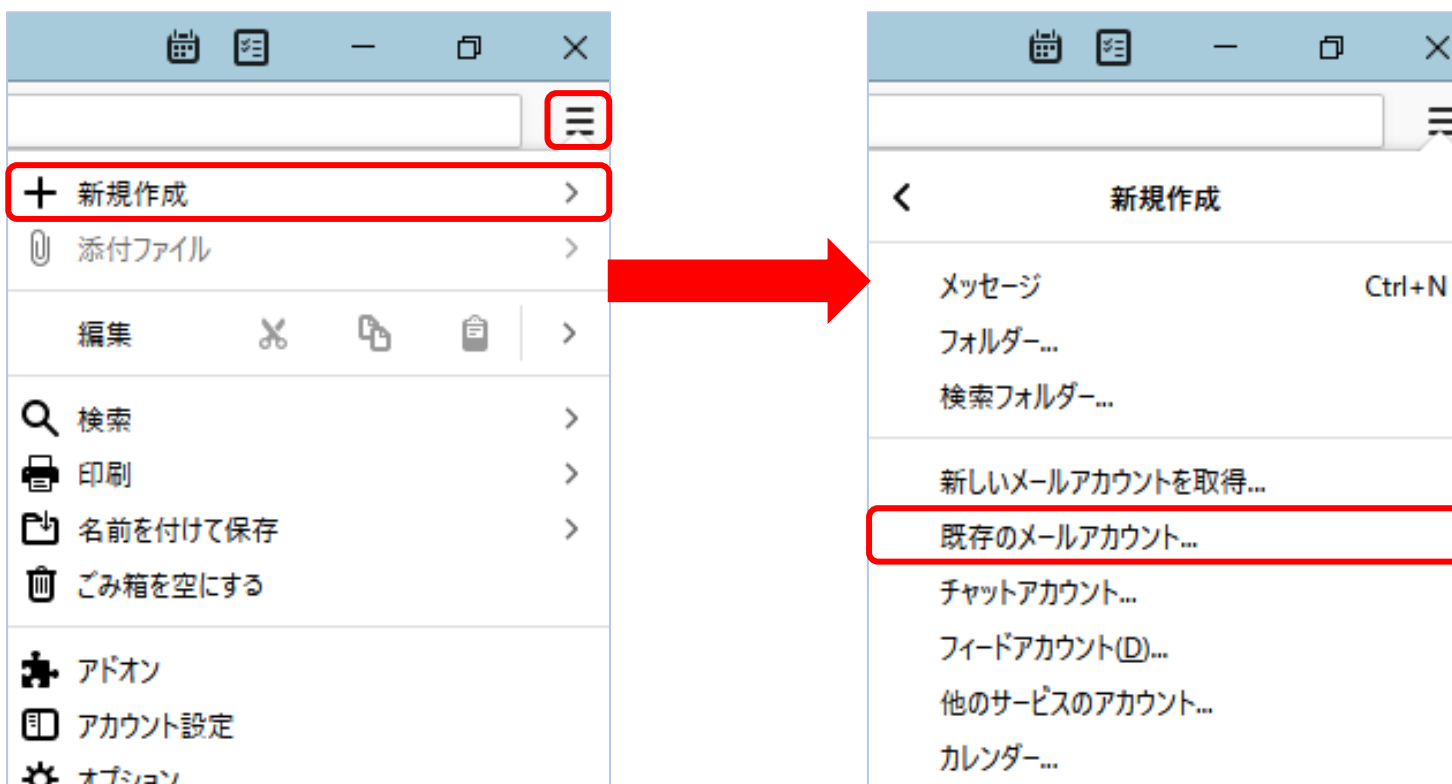 新規作成
添付ファイル
編集
検索
印刷
名前を付けて保存
ごみ箱を空にする
アドオン
アカウント設定
オプション
新規作成
メッセージ Ctrl+N
フォルダー...
検索フォルダー...
新しいメールアカウントを取得...
既存のメールアカウント...
チャットアカウント...
フィードアカウント(D)...
他のサービスのアカウント...
カレンダー...